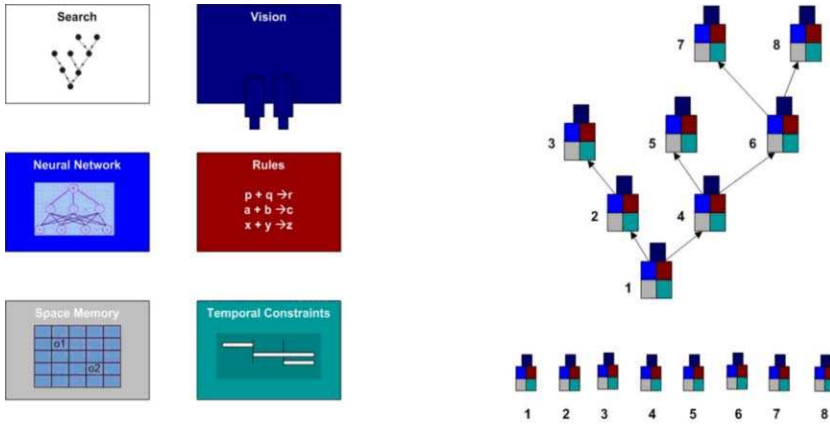 Search
Vision
Neural Network
Rules
p + q →r
a + b →c
x + y →z
Space Memory
o1
o2
Temporal Constraints
7
8
3
5
6
2
4
1
1 2 3 4 5 6 7 8